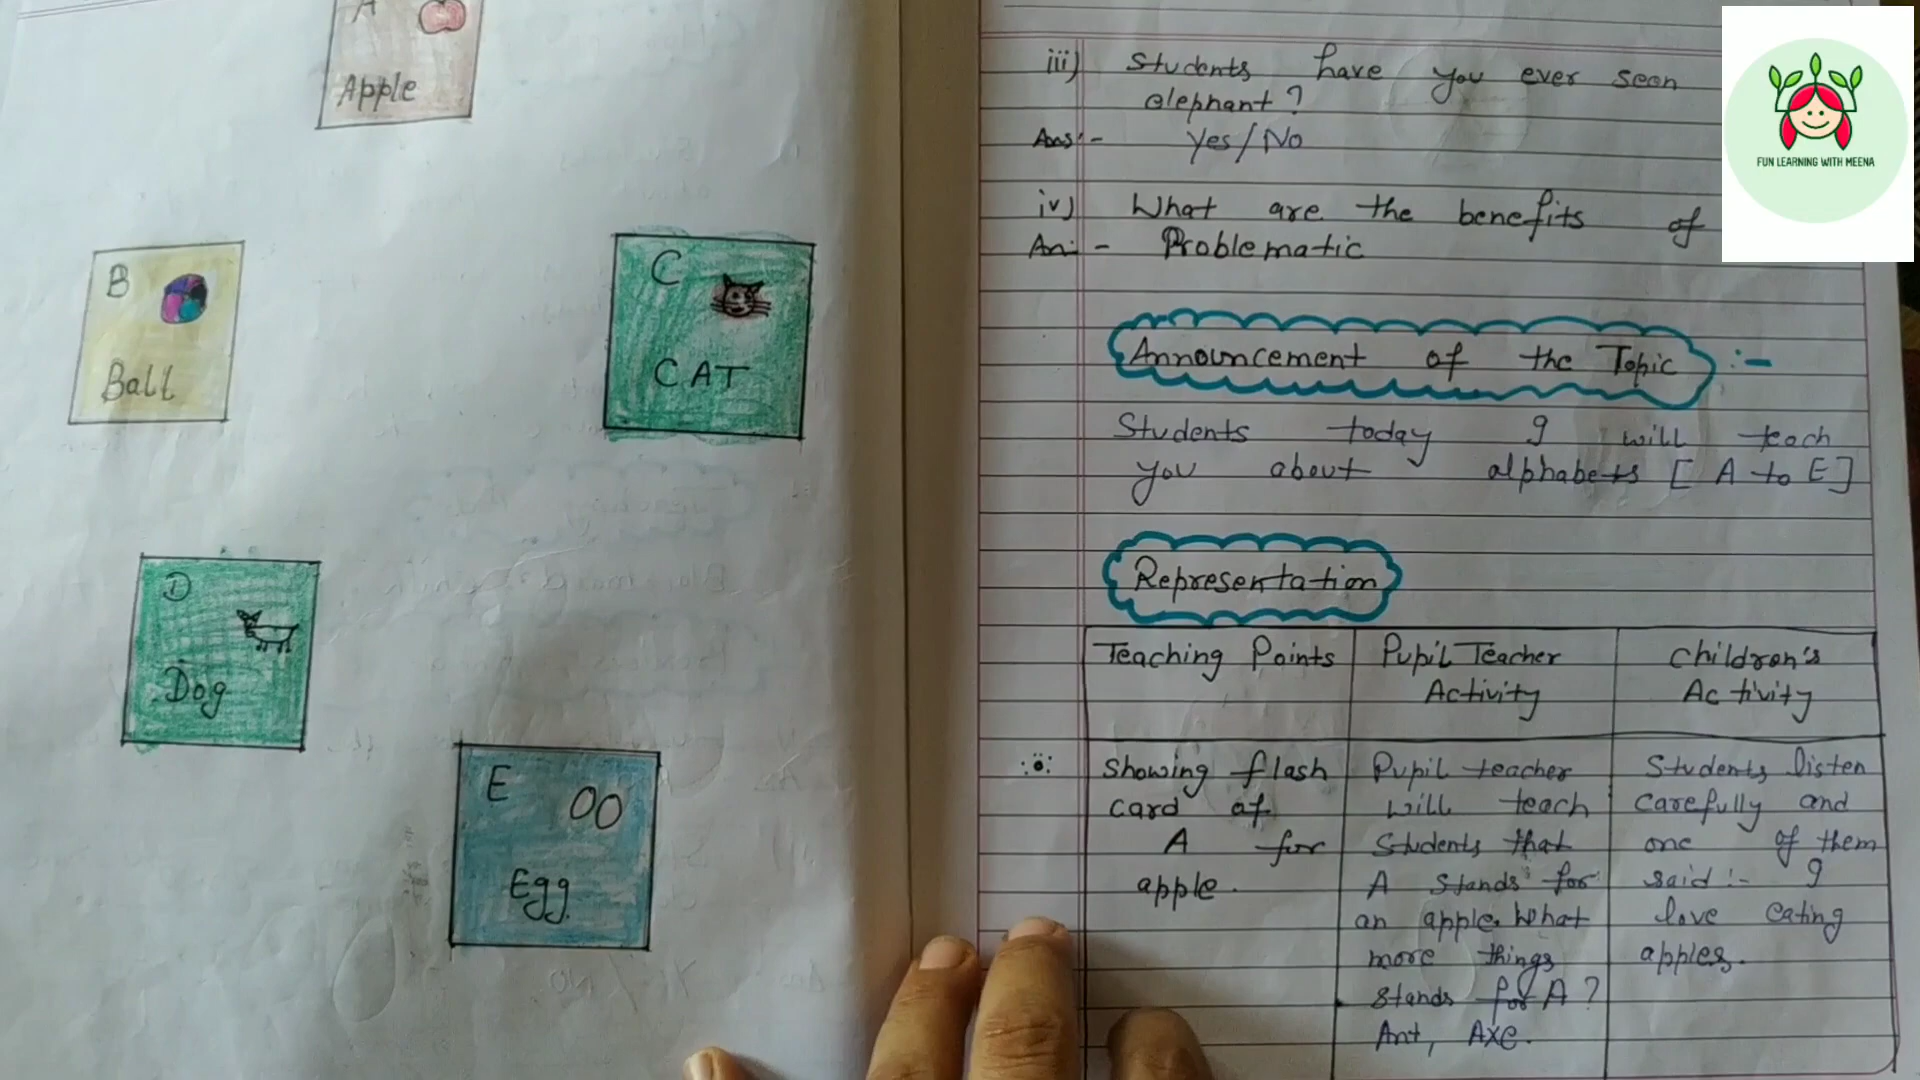 A
Apple
B
Ball
C
CAT
D
Dog
E
Egg
iii) Students have you ever seen
elephant?
Ans:- Yes/No
iv) What are the benefits of
An:- Problematic
Announcement of the Topic :-
Students today I will teach
you about alphabets [A to E]
Representation
Teaching Points
Pupil Teacher
Activity
Children's
Activity
Showing flash
card of
A for
apple.
Pupil teacher
will teach
Students that
A stands for
an apple. What
more things
stands for A?
Ant, Axe.
Students listen
carefully and
one of them
said:- I
love eating
apples.
FUN LEARNING WITH MEENA